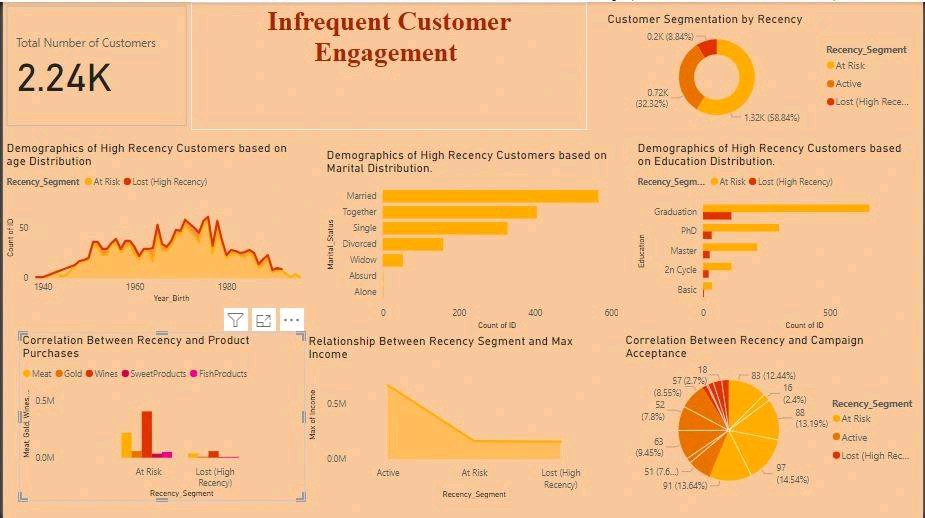 Total Number of Customers
2.24K
Infrequent Customer
Engagement
Customer Segmentation by Recency
0.2K (8.84%)
0.72K
(32.32%)
1.32K (58.84%)
Recency_Segment
At Risk
Active
Lost (High Rece...
Demographics of High Recency Customers based on
age Distribution
Recency_Segment At Risk Lost (High Recency)
Count of ID
50
0
1940 1960 1980
Year_Birth
Demographics of High Recency Customers based on
Marital Distribution.
Marital_Status
Married
Together
Single
Divorced
Widow
Absurd
Alone
0 200 400 600
Count of ID
Demographics of High Recency Customers based
on Education Distribution.
Recency_Segm... At Risk Lost (High Recency)
Education
Graduation
PhD
Master
2n Cycle
Basic
0 500
Count of ID
Correlation Between Recency and Product
Purchases
Meat Gold Wines SweetProducts FishProducts
Meat, Gold, Wines...
0.5M
0.0M
At Risk Lost (High
Recency)
Recency_Segment
Relationship Between Recency Segment and Max
Income
Max of Income
0.5M
0.0M
Active At Risk Lost (High
Recency)
Recency_Segment
Correlation Between Recency and Campaign
Acceptance
18
57 (2.7%)
(8.55%)
52
(7.8%)
63
(9.45%)
51 (7.6...)
91 (13.64%)
83 (12.44%)
16
(2.4%)
88
(13.19%)
97
(14.54%)
Recency_Segment
At Risk
Active
Lost (High Rec...